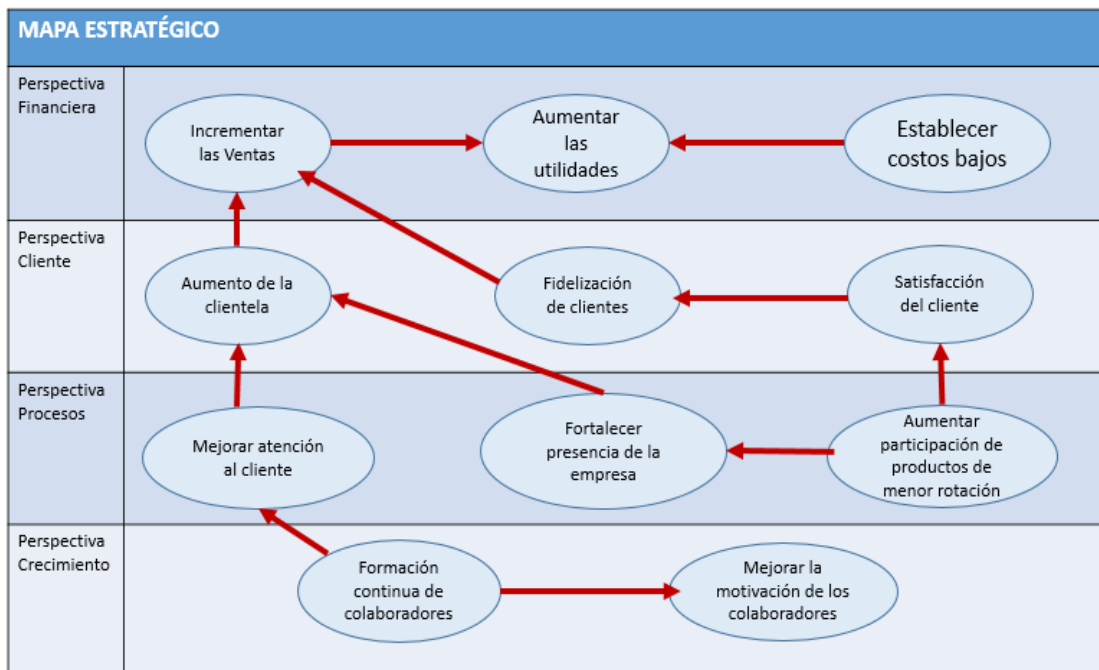 MAPA ESTRATÉGICO
Perspectiva
Financiera
Incrementar
las Ventas
Aumentar
las
utilidades
Establecer
costos bajos
Perspectiva
Cliente
Aumento de la
clientela
Fidelización
de clientes
Satisfacción
del cliente
Perspectiva
Procesos
Mejorar atención
al cliente
Fortalecer
presencia de la
empresa
Aumentar
participación de
productos de
menor rotación
Perspectiva
Crecimiento
Formación
continua de
colaboradores
Mejorar la
motivación de los
colaboradores